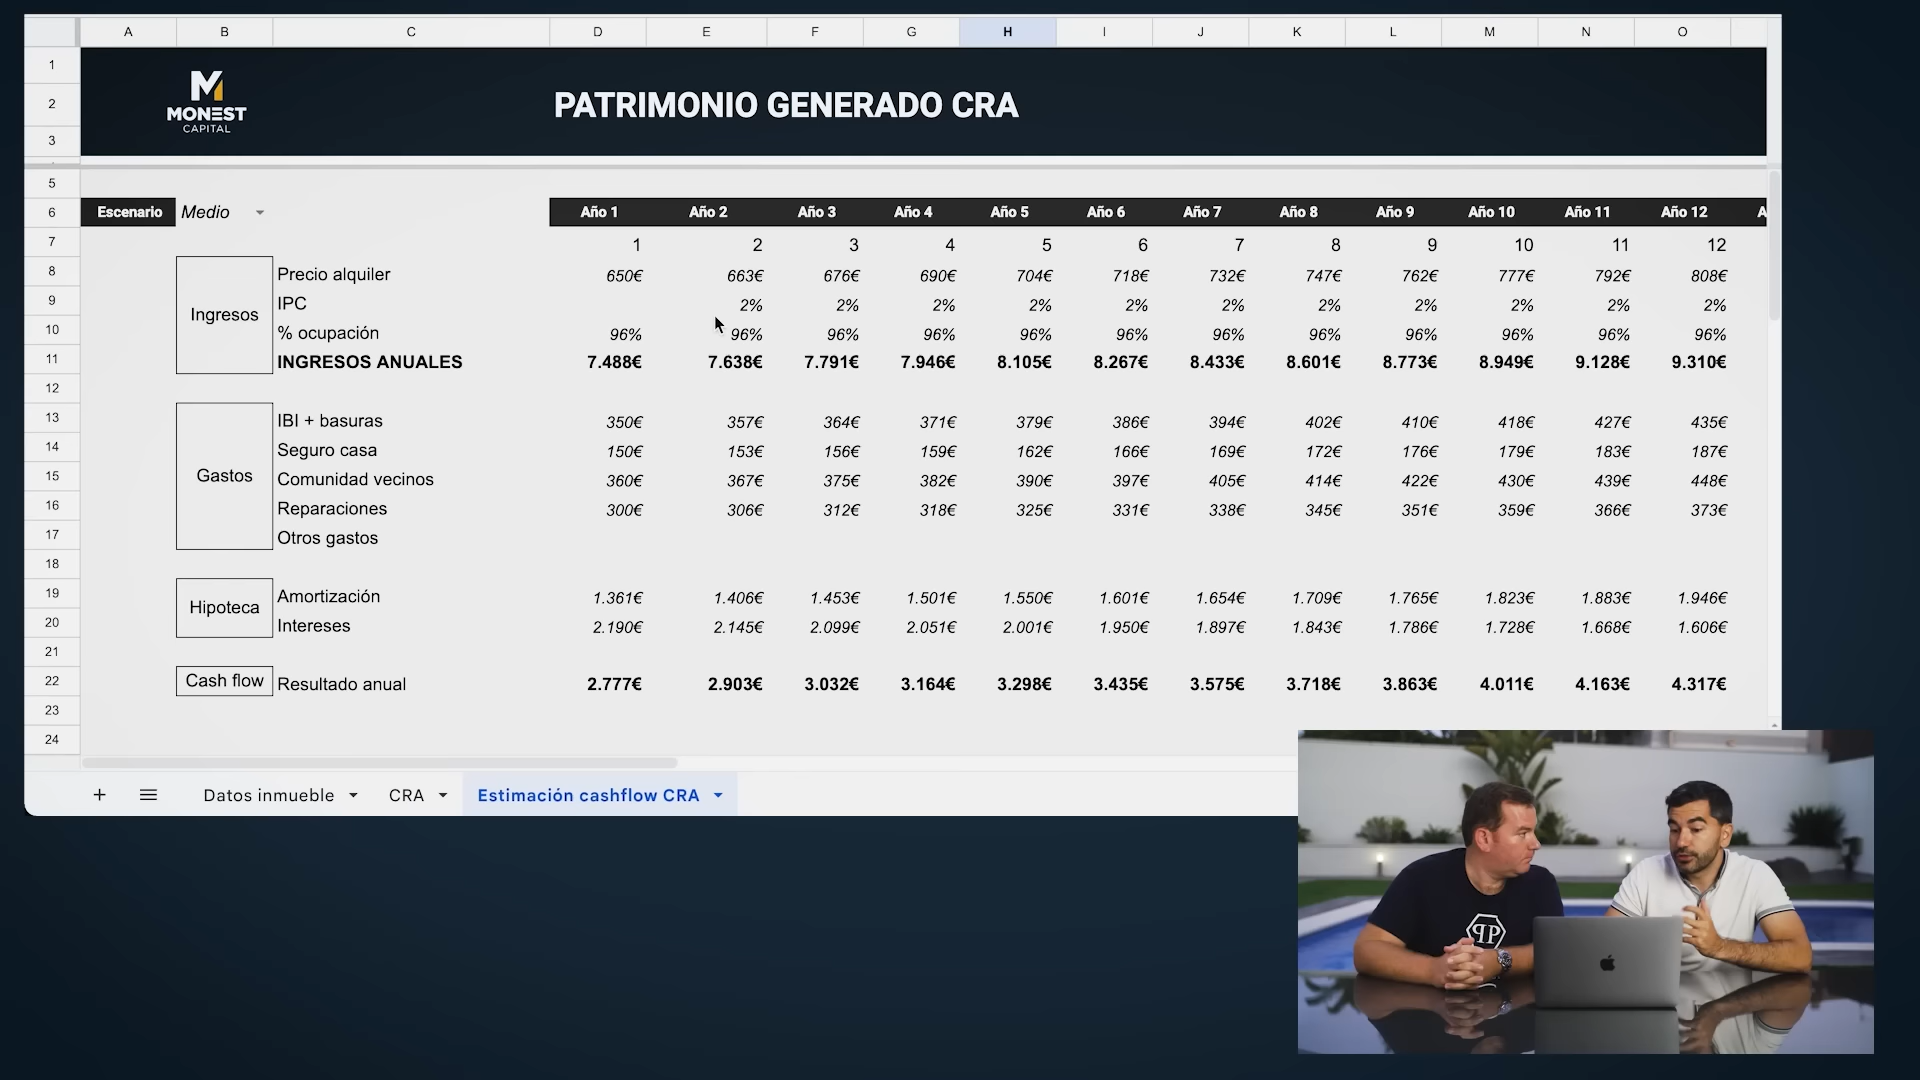 A B C D E F G H I J K L M N O
1
2 MONEST CAPITAL PATRIMONIO GENERADO CRA
3
5
6 Escenario Medio Año 1 Año 2 Año 3 Año 4 Año 5 Año 6 Año 7 Año 8 Año 9 Año 10 Año 11 Año 12 A
7 1 2 3 4 5 6 7 8 9 10 11 12
8 Precio alquiler 650€ 663€ 676€ 690€ 704€ 718€ 732€ 747€ 762€ 777€ 792€ 808€
9 Ingresos IPC 2% 2% 2% 2% 2% 2% 2% 2% 2% 2% 2%
10 % ocupación 96% 96% 96% 96% 96% 96% 96% 96% 96% 96% 96% 96%
11 INGRESOS ANUALES 7.488€ 7.638€ 7.791€ 7.946€ 8.105€ 8.267€ 8.433€ 8.601€ 8.773€ 8.949€ 9.128€ 9.310€
12
13 IBI + basuras 350€ 357€ 364€ 371€ 379€ 386€ 394€ 402€ 410€ 418€ 427€ 435€
14 Seguro casa 150€ 153€ 156€ 159€ 162€ 166€ 169€ 172€ 176€ 179€ 183€ 187€
15 Gastos Comunidad vecinos 360€ 367€ 375€ 382€ 390€ 397€ 405€ 414€ 422€ 430€ 439€ 448€
16 Reparaciones 300€ 306€ 312€ 318€ 325€ 331€ 338€ 345€ 351€ 359€ 366€ 373€
17 Otros gastos
18
19 Hipoteca Amortización 1.361€ 1.406€ 1.453€ 1.501€ 1.550€ 1.601€ 1.654€ 1.709€ 1.765€ 1.823€ 1.883€ 1.946€
20 Intereses 2.190€ 2.145€ 2.099€ 2.051€ 2.001€ 1.950€ 1.897€ 1.843€ 1.786€ 1.728€ 1.668€ 1.606€
21
22 Cash flow Resultado anual 2.777€ 2.903€ 3.032€ 3.164€ 3.298€ 3.435€ 3.575€ 3.718€ 3.863€ 4.011€ 4.163€ 4.317€
23
24
+ Datos inmueble CRA Estimación cashflow CRA